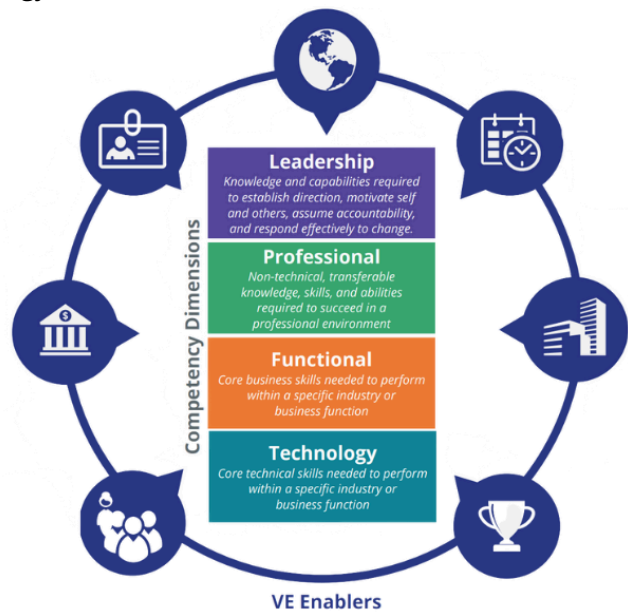 Leadership
Knowledge and capabilities required
to establish direction, motivate self
and others, assume accountability,
and respond effectively to change.
Professional
Non-technical, transferable
knowledge, skills, and abilities
required to succeed in a
professional environment
Functional
Core business skills needed to perform
within a specific industry or
business function
Technology
Core technical skills needed to perform
within a specific industry or
business function
Competency Dimensions
$
VE Enablers